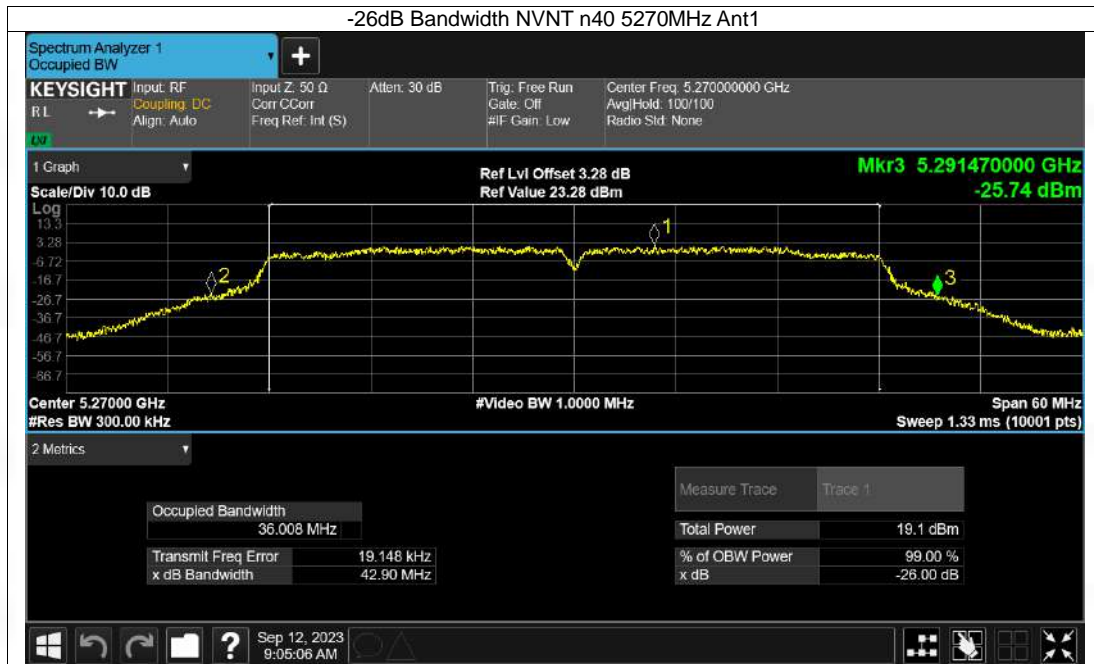 -26dB Bandwidth NVNT n40 5270MHz Ant1
Spectrum Analyzer 1
Occupied BW
+
KEYSIGHT Input: RF Input Z: 50 Ω Atten: 30 dB Trig: Free Run Center Freq: 5.270000000 GHz
RL Coupling: DC Corr CCorr Gate: Off Avg|Hold: 100/100
Align: Auto Freq Ref: Int (S) #IF Gain: Low Radio Std: None
LXI
1 Graph Ref Lvl Offset 3.28 dB Mkr3 5.291470000 GHz
Scale/Div 10.0 dB Ref Value 23.28 dBm -25.74 dBm
Log
13.3
3.28
-6.72
-16.7
-26.7
-36.7
-46.7
-56.7
-66.7
1
2
3
Center 5.27000 GHz #Video BW 1.0000 MHz Span 60 MHz
#Res BW 300.00 kHz Sweep 1.33 ms (10001 pts)
2 Metrics
Measure Trace Trace 1
Occupied Bandwidth
36.008 MHz Total Power 19.1 dBm
Transmit Freq Error 19.148 kHz % of OBW Power 99.00 %
x dB Bandwidth 42.90 MHz x dB -26.00 dB
? Sep 12, 2023
9:05:06 AM